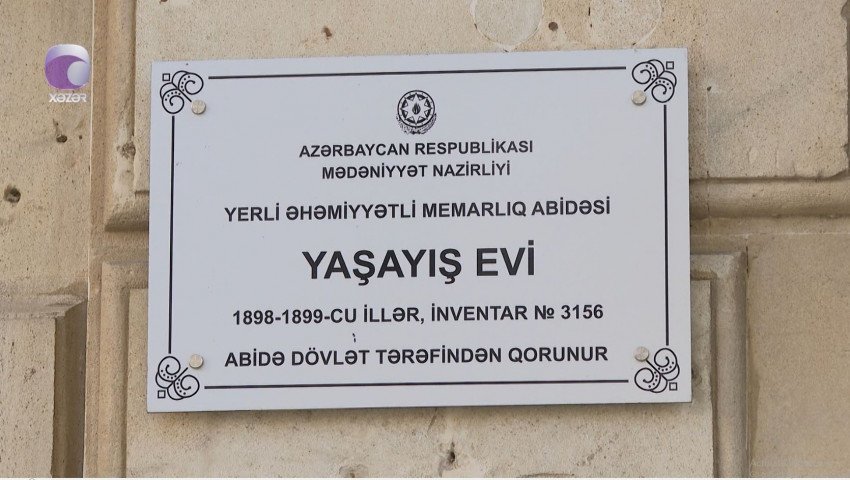 XƏZƏR
AZƏRBAYCAN RESPUBLİKASI
MƏDƏNİYYƏT NAZİRLİYİ
YERLİ ƏHƏMİYYƏTLİ MEMARLIQ ABİDƏSİ
YAŞAYIŞ EVİ
1898-1899-CU İLLƏR, İNVENTAR № 3156
ABİDƏ DÖVLƏT TƏRƏFİNDƏN QORUNUR